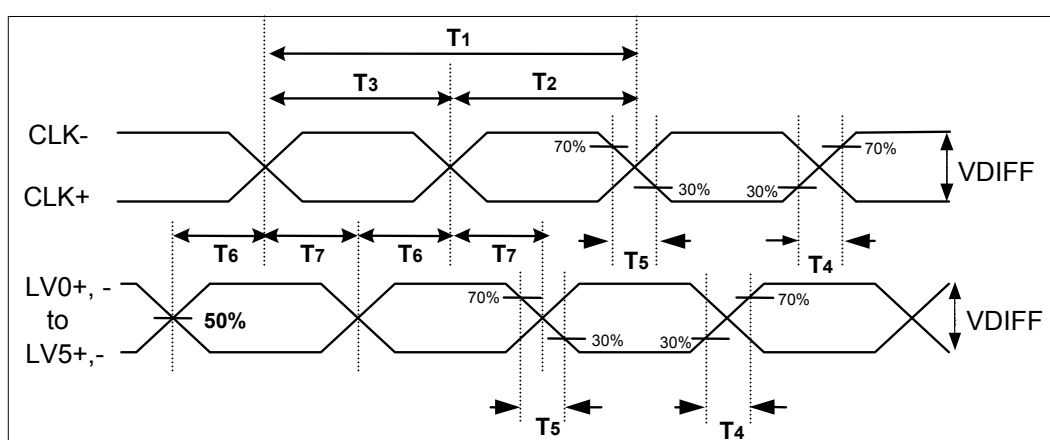 T1
T3 T2
CLK-
70% 70%
VDIFF
CLK+
30% 30%
T6 T7 T6 T7
T5 T4
LV0+, -
70% 70%
to
50%
VDIFF
LV5+,-
30% 30%
T5 T4